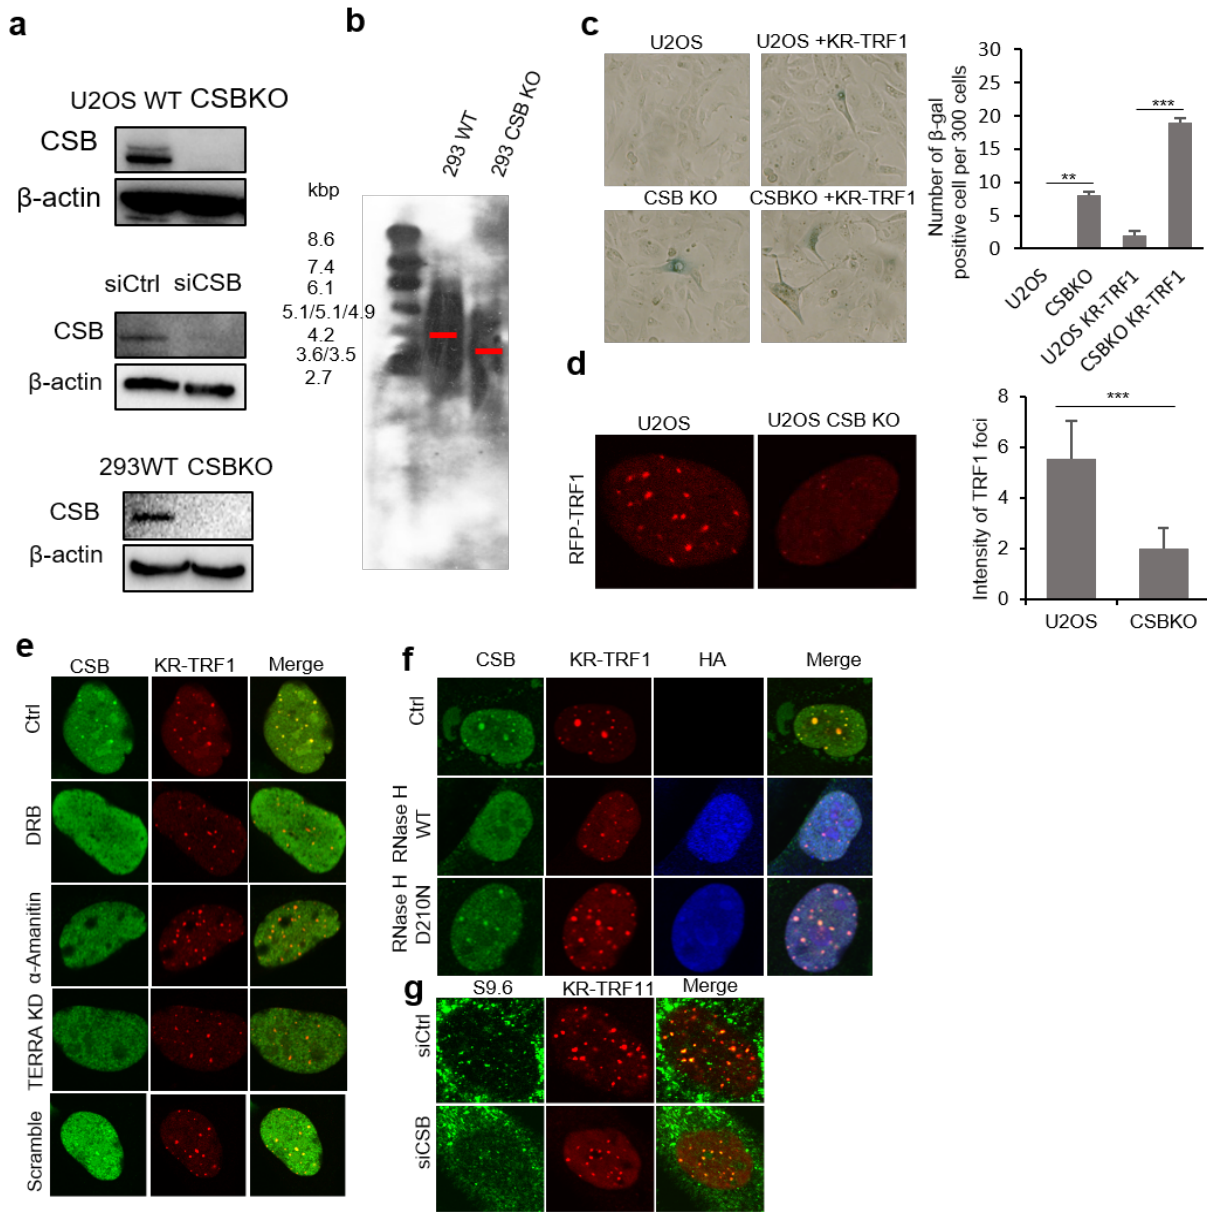 a
U2OS WT CSBKO
CSB
β-actin
siCtrl siCSB
CSB
β-actin
293WT CSBKO
CSB
β-actin
b
293 WT
293 CSB KO
kbp
8.6
7.4
6.1
5.1/5.1/4.9
4.2
3.6/3.5
2.7
c
U2OS
U2OS +KR-TRF1
CSB KO
CSBKO +KR-TRF1
Number of β-gal
positive cell per 300 cells
30
25
20
15
10
5
0
**
***
U2OS
CSBKO
U2OS KR-TRF1
CSBKO KR-TRF1
d
U2OS
U2OS CSB KO
RFP-TRF1
Intensity of TRF1 foci
8
6
4
2
0
***
U2OS
CSBKO
e
CSB
KR-TRF1
Merge
Ctrl
DRB
α-Amanitin
TERRA KD
Scramble
f
CSB
KR-TRF1
HA
Merge
Ctrl
RNase H
WT
RNase H
D210N
g
S9.6
KR-TRF11
Merge
siCtrl
siCSB